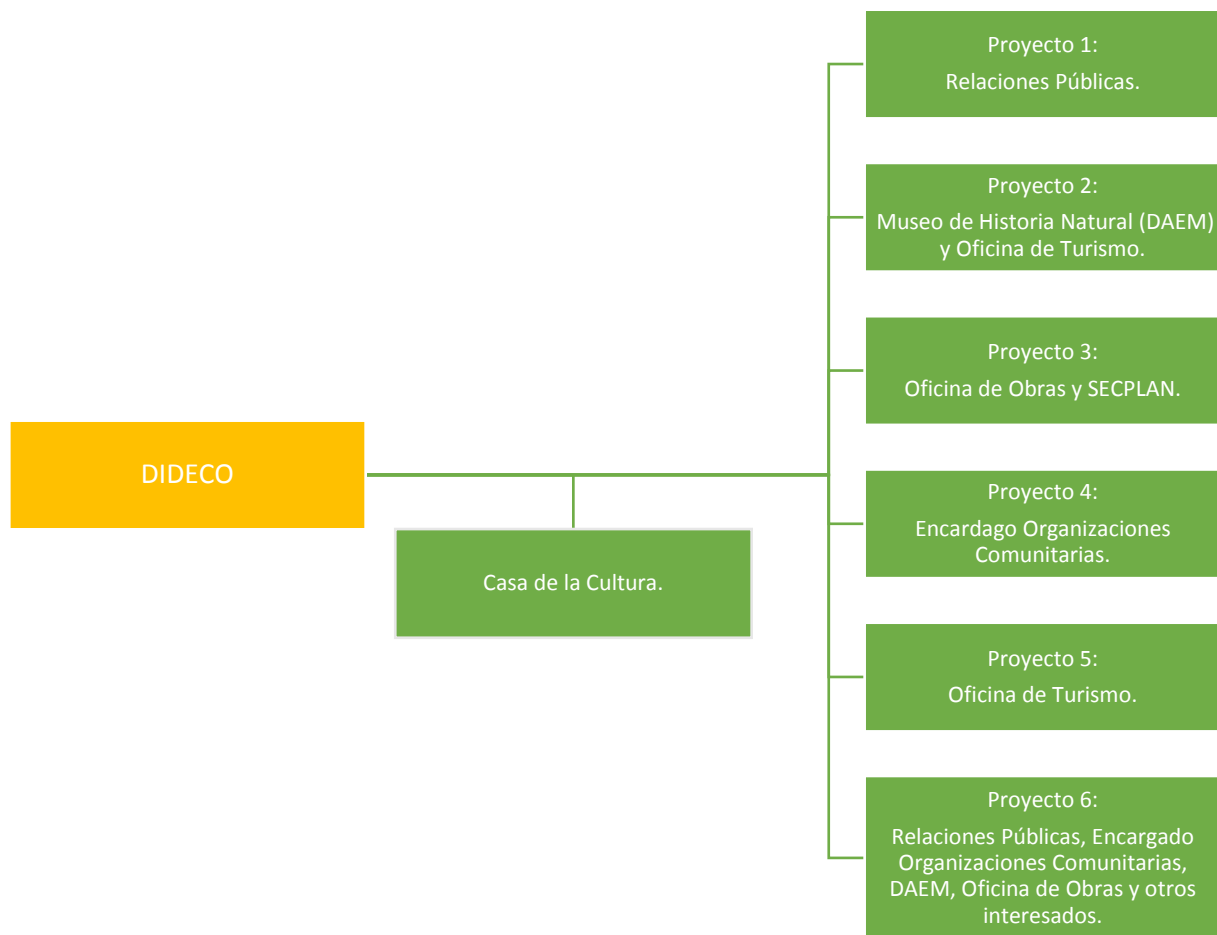 DIDECO
Casa de la Cultura.
Proyecto 1:
Relaciones Públicas.
Proyecto 2:
Museo de Historia Natural (DAEM)
y Oficina de Turismo.
Proyecto 3:
Oficina de Obras y SECPLAN.
Proyecto 4:
Encardago Organizaciones
Comunitarias.
Proyecto 5:
Oficina de Turismo.
Proyecto 6:
Relaciones Públicas, Encargado
Organizaciones Comunitarias,
DAEM, Oficina de Obras y otros
interesados.